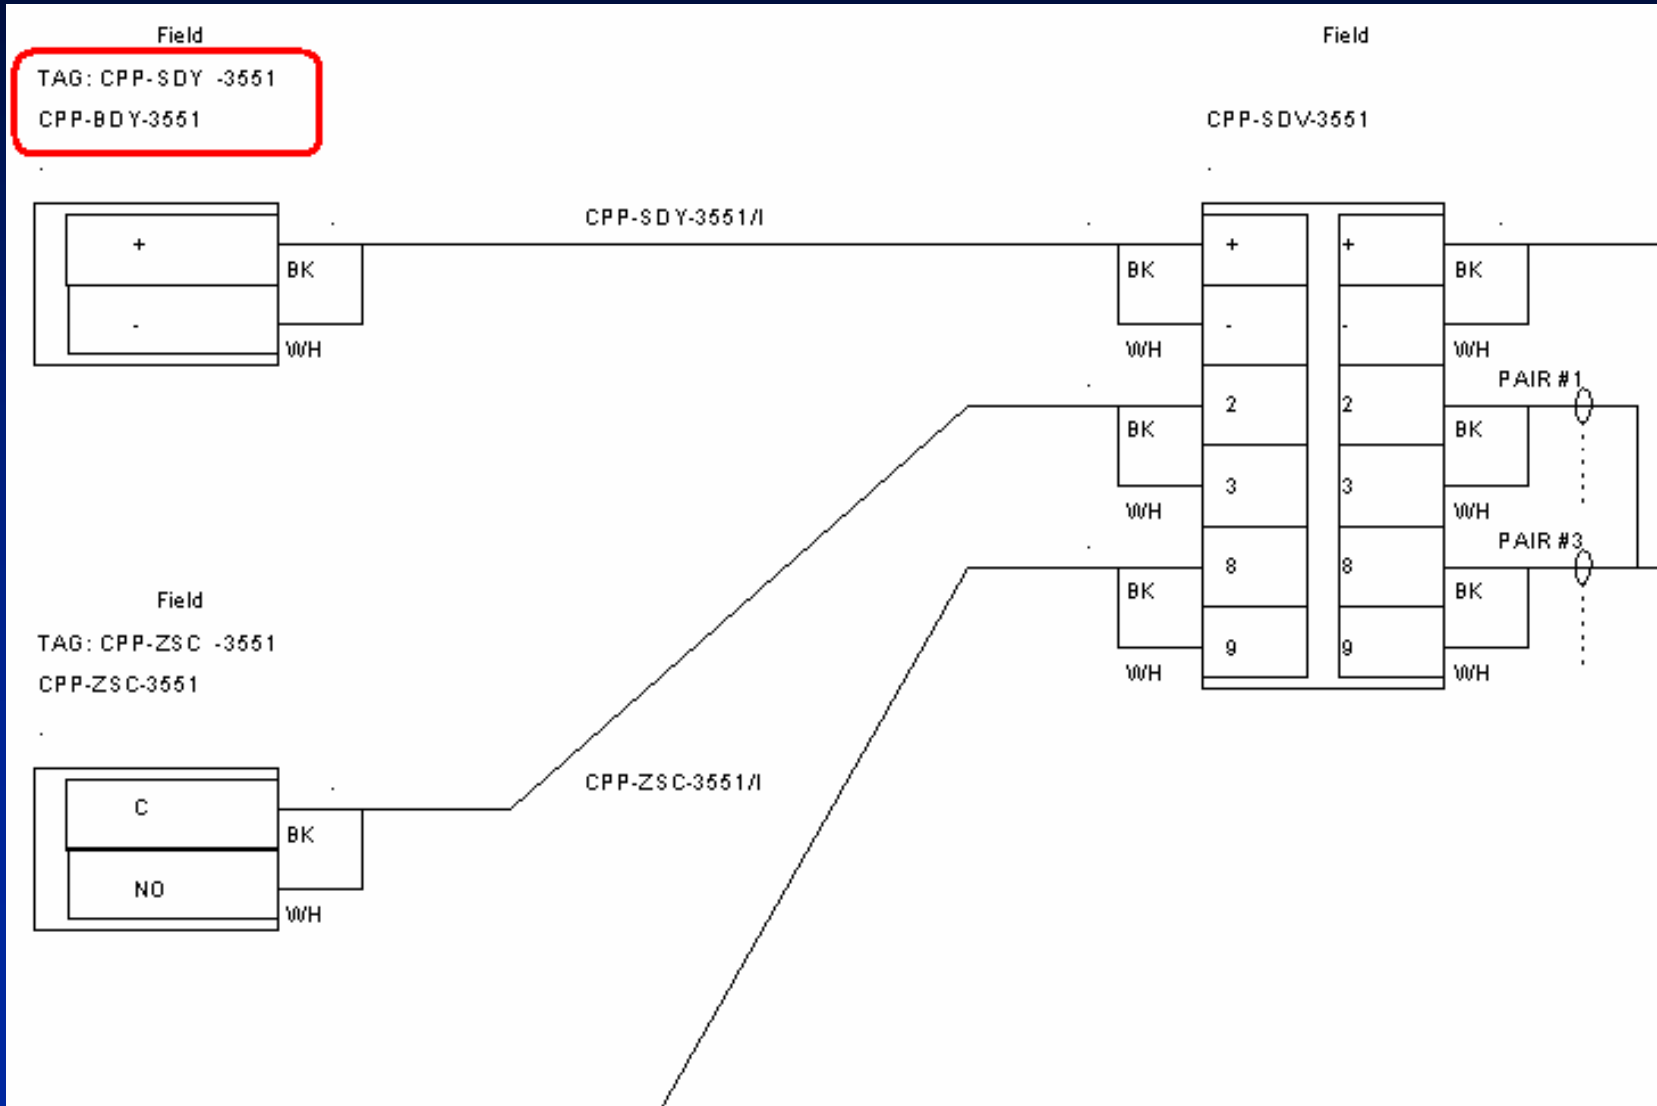 Field
TAG: CPP-SDY -3551
CPP-BDY-3551
Field
CPP-SDV-3551
CPP-SDY-3551/I
+
BK
-
WH
BK
WH
+
-
2
3
8
9
+
-
2
3
8
9
BK
WH
BK
WH
BK
WH
BK
WH
PAIR #1
BK
WH
PAIR #3
BK
WH
Field
TAG: CPP-ZSC -3551
CPP-ZSC-3551
CPP-ZSC-3551/I
C
BK
NO
WH